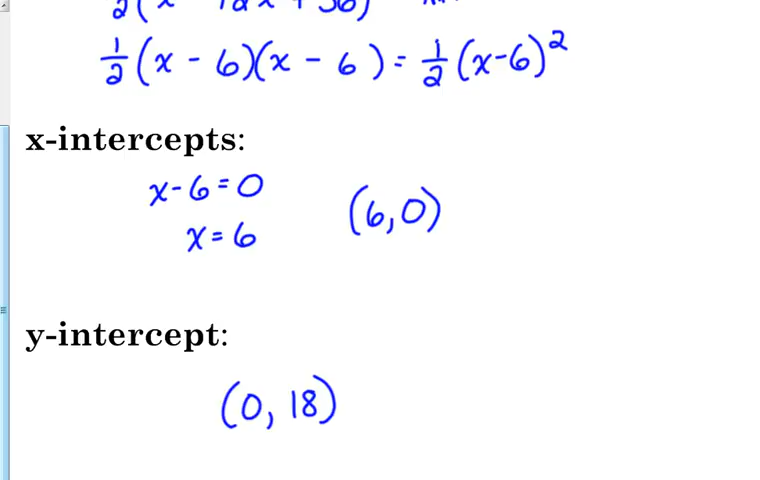 ½(x - 6)(x - 6) = ½(x-6)²
x-intercepts:
x-6=0
x=6
(6,0)
y-intercept:
(0, 18)